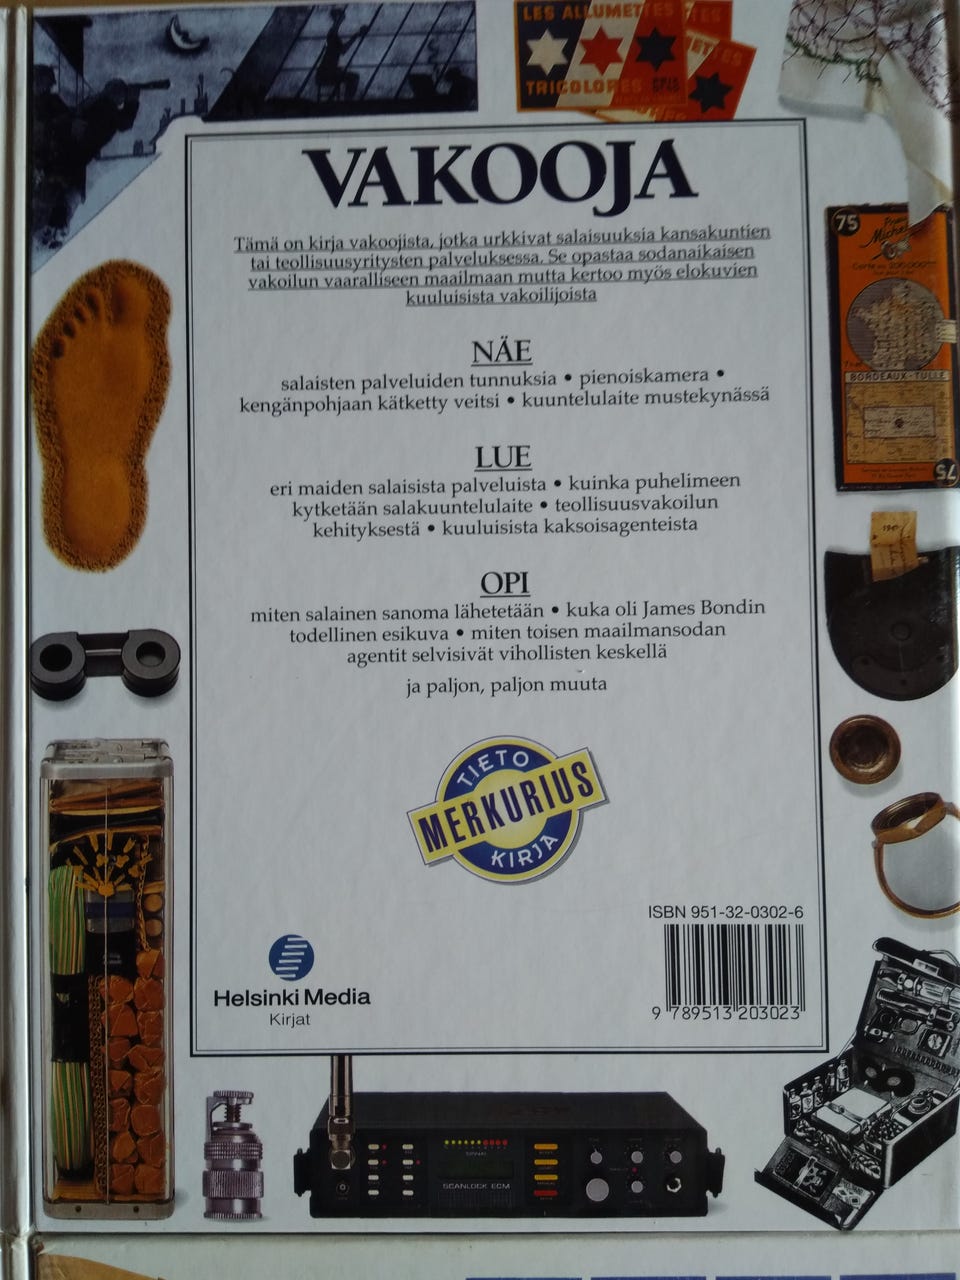 LES ALLUMETTES
TRICOLORES
VAKOOJA
Tämä on kirja vakoojista, jotka urkkivat salaisuuksia kansakuntien
tai teollisuusyritysten palveluksessa. Se opastaa sodanaikaisen
vakoilun vaaralliseen maailmaan mutta kertoo myös elokuvien
kuuluisista vakoilijoista
75
BORDEAUX - TULLE
75
NÄE
salaisten palveluiden tunnuksia • pienoiskamera •
kengänpohjaan kätketty veitsi • kuuntelulaite mustekynässä
LUE
eri maiden salaisista palveluista • kuinka puhelimeen
kytketään salakuuntelulaite • teollisuusvakoilun
kehityksestä • kuuluisista kaksoisagenteista
OPI
miten salainen sanoma lähetetään • kuka oli James Bondin
todellinen esikuva • miten toisen maailmansodan
agentit selvisivät vihollisten keskellä
ja paljon, paljon muuta
TIETO
MERKURIUS
KIRJA
ISBN 951-32-0302-6
9 789513 203023
Helsinki Media
Kirjat
SCANLOCK ECM